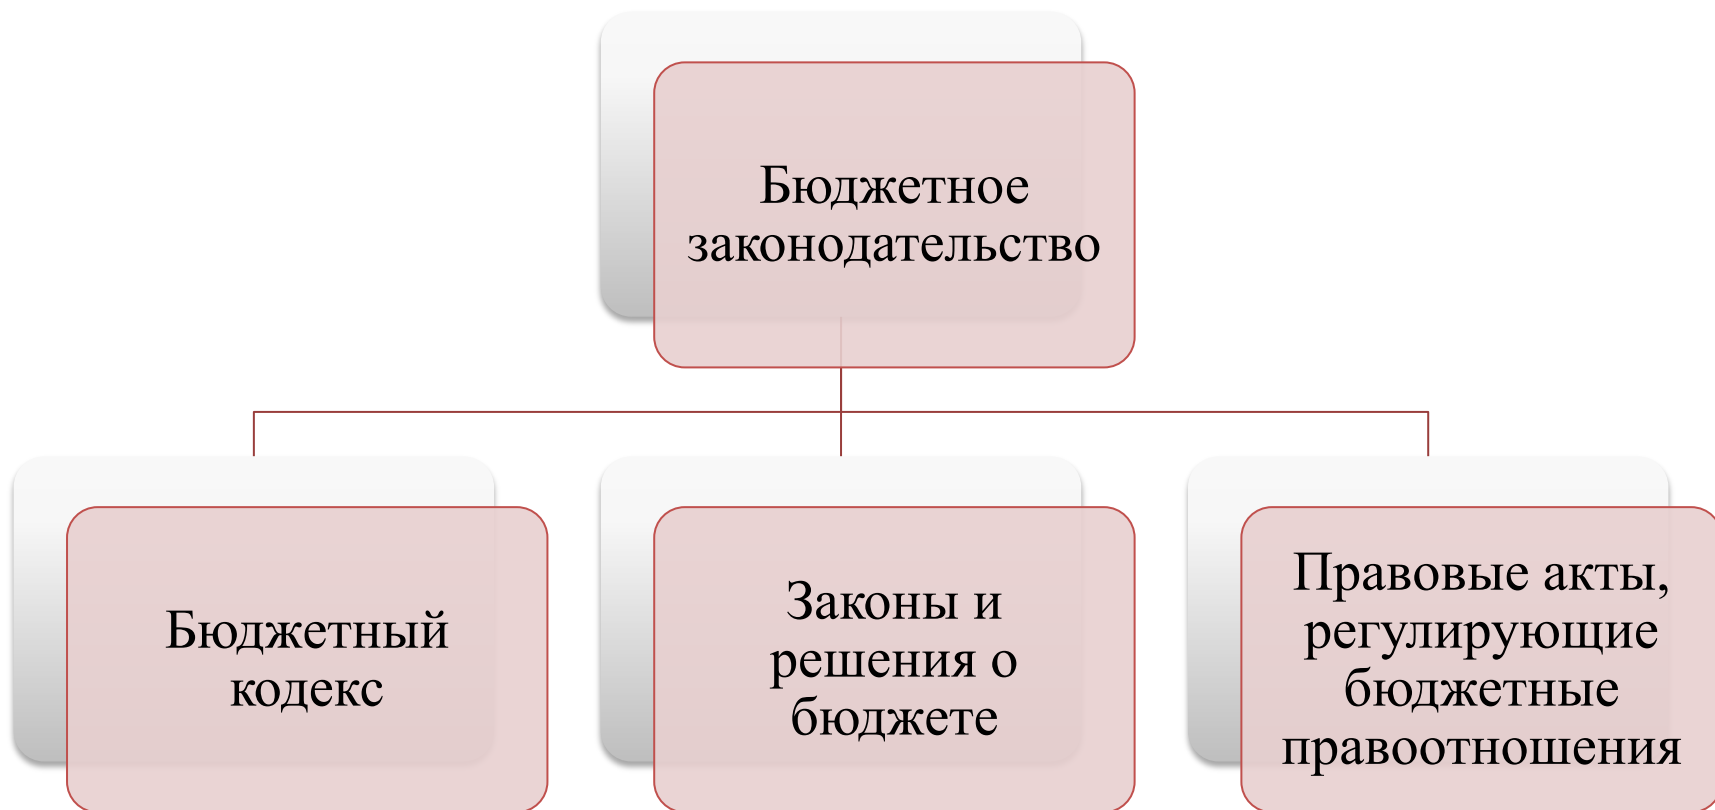 Бюджетное
законодательство
Бюджетный
кодекс
Законы и
решения о
бюджете
Правовые акты,
регулирующие
бюджетные
правоотношения